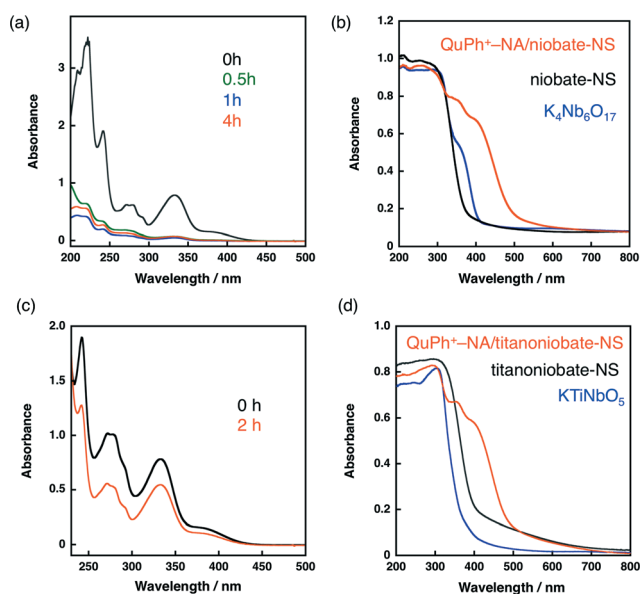 (a)
3
2
1
0
200 250 300 350 400 450 500
Absorbance
Wavelength / nm
0h
0.5h
1h
4h
(b)
1.2
1.0
0.8
0.6
0.4
0.2
0
200 300 400 500 600 700 800
Absorbance
Wavelength / nm
QuPh⁺–NA/niobate-NS
niobate-NS
K₄Nb₆O₁₇
(c)
2.0
1.5
1.0
0.5
0
250 300 350 400 450 500
Absorbance
Wavelength / nm
0 h
2 h
(d)
1.0
0.8
0.6
0.4
0.2
0
200 300 400 500 600 700 800
Absorbance
Wavelength / nm
QuPh⁺–NA/titanoniobate-NS
titanoniobate-NS
KTiNbO₅